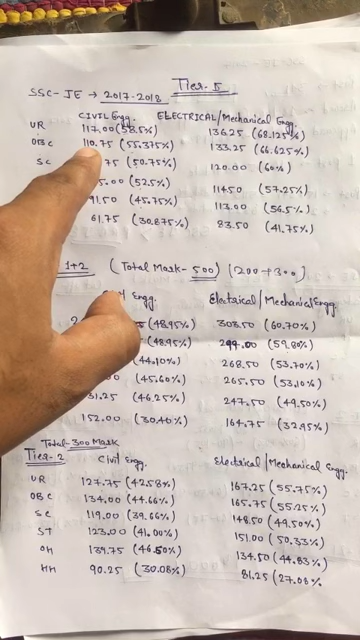 Tier-I
SSC-JE → 2017-2018
CIVIL Engg. ELECTRICAL/Mechanical Engg.
UR 117.00 (58.5%) 136.25 (68.125%)
OBC 110.75 (55.375%) 133.25 (66.625%)
SC .75 (50.75%) 120.00 (60%)
5.00 (52.5%) 114.50 (57.25%)
91.50 (45.75%) 113.00 (56.5%)
61.75 (30.875%) 83.50 (41.75%)
1+2 (Total Mark-500) (200+300)
Engg. Electrical/Mechanical Engg.
2 (48.95%) 303.50 (60.70%)
(48.95%) 299.00 (59.80%)
(44.10%) 268.50 (53.70%)
00 (45.60%) 265.50 (53.10%)
31.25 (46.25%) 247.50 (49.50%)
152.00 (30.40%) 164.75 (32.95%)
Total-300 Mark
Tier-2 Civil Engg. Electrical/Mechanical Engg.
UR 127.75 (42.58%) 167.25 (55.75%)
OBC 134.00 (44.66%) 165.75 (55.25%)
SC 119.00 (39.66%) 148.50 (49.50%)
ST 123.00 (41.00%) 151.00 (50.33%)
OH 139.75 (46.50%) 134.50 (44.83%)
HH 90.25 (30.08%) 81.25 (27.08%